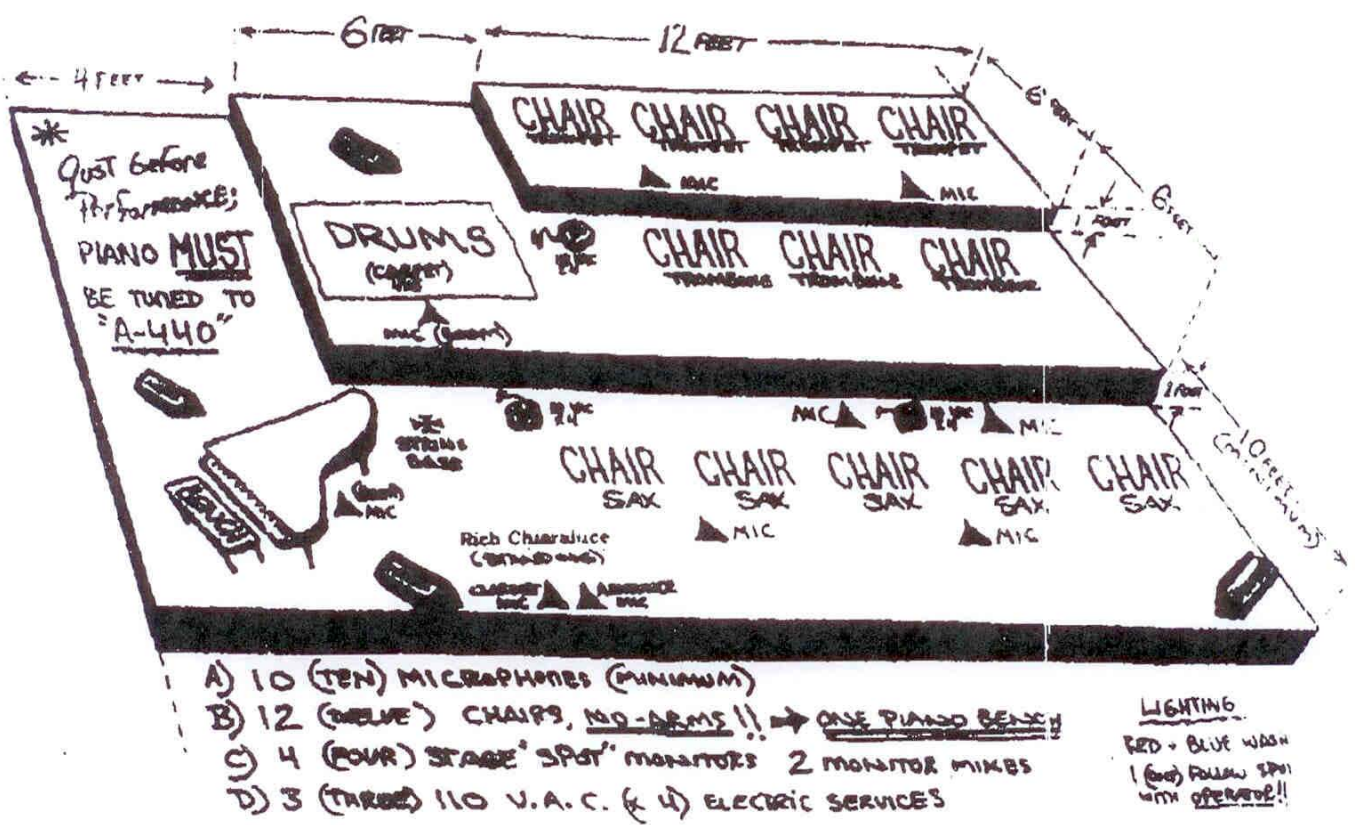 6 FEET
12 FEET
4 FEET
6 FEET
6 FEET
1 FOOT
1 FOOT
10 FEET
(MINIMUM)
*
Just before
Performance;
PIANO MUST
BE TUNED TO
"A-440"
CHAIR CHAIR CHAIR CHAIR
TRUMPET TRUMPET TRUMPET TRUMPET
MIC MIC
DRUMS
(CARPET)
MIC
CHAIR CHAIR CHAIR
TROMBONE TROMBONE TROMBONE
STRING
BASS
MIC MIC
CHAIR CHAIR CHAIR CHAIR CHAIR
SAX SAX SAX SAX SAX
MIC MIC
BENCH
MIC
(STANDING)
CLARINET
MIC
MIC
A) 10 (TEN) MICROPHONES (MINIMUM)
B) 12 (TWELVE) CHAIRS, NO-ARMS!! → ONE PIANO BENCH
C) 4 (FOUR) STAGE "SPOT" MONITORS 2 MONITOR MIKES
D) 3 (THREE) 110 V.A.C. (x 4) ELECTRIC SERVICES
LIGHTING
RED + BLUE WASH
1 (ONE) FOLLOW SPOT
WITH OPERATOR!!